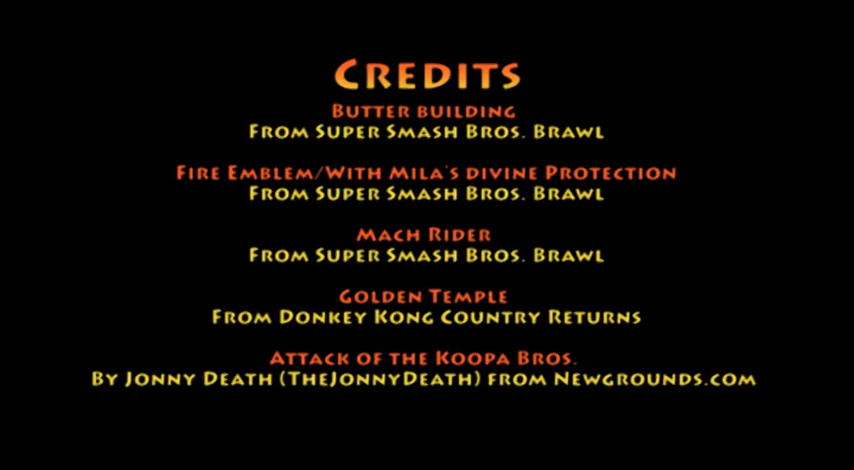 Credits
Butter building
From Super Smash Bros. Brawl
Fire Emblem/With Mila's divine Protection
From Super Smash Bros. Brawl
Mach Rider
From Super Smash Bros. Brawl
Golden Temple
From Donkey Kong Country Returns
Attack of the Koopa Bros.
By Jonny Death (TheJonnyDeath) from Newgrounds.com